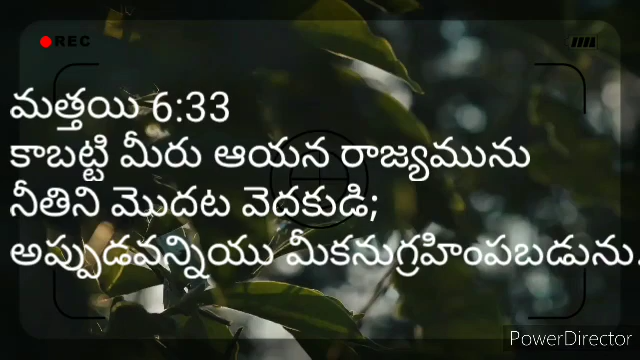 REC
మత్తయి 6:33
కాబట్టి మీరు ఆయన రాజ్యమును
నీతిని మొదట వెదకుడి;
అప్పుడవన్నియు మీకనుగ్రహింపబడును.
PowerDirector